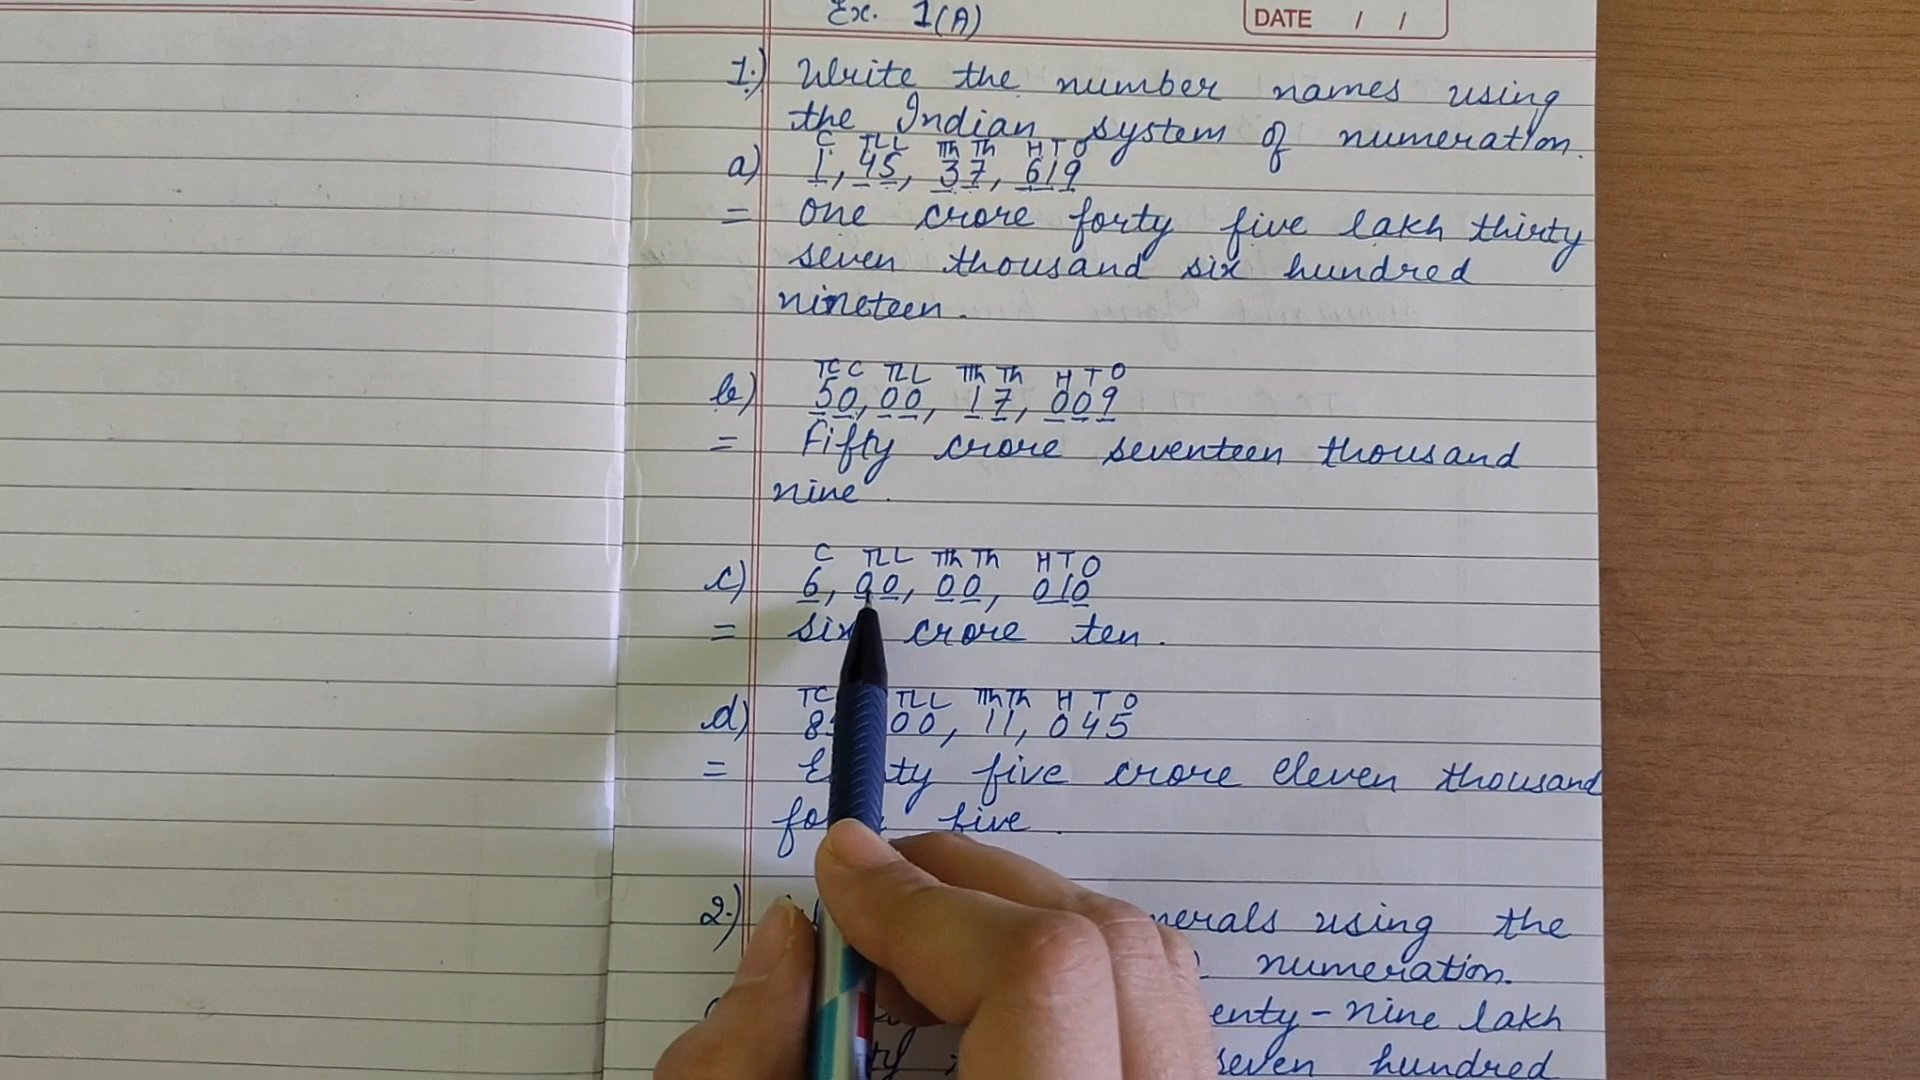 Ex. 1(A)
DATE / /
1.) Write the number names using
the Indian system of numeration.
C TL L TTh Th H T O
a) 1, 45, 37, 619
= One crore forty five lakh thirty
seven thousand six hundred
nineteen.
TC C TL L TTh Th H T O
b) 50, 00, 17, 009
= Fifty crore seventeen thousand
nine.
C TL L TTh Th H T O
c) 6, 00, 00, 010
= Six crore ten.
TC TL L TTh Th H T O
d) 8 00, 11, 045
= five crore eleven thousand
five.
2.) using the
numeration.
nine lakh
seven hundred